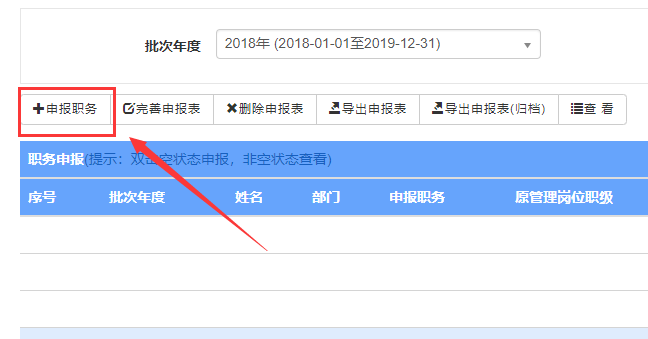 批次年度 2018年 (2018-01-01至2019-12-31)
申报职务 完善申报表 删除申报表 导出申报表 导出申报表(归档) 查 看
职务申报(提示：双击空状态申报，非空状态查看)
序号 批次年度 姓名 部门 申报职务 原管理岗位职级